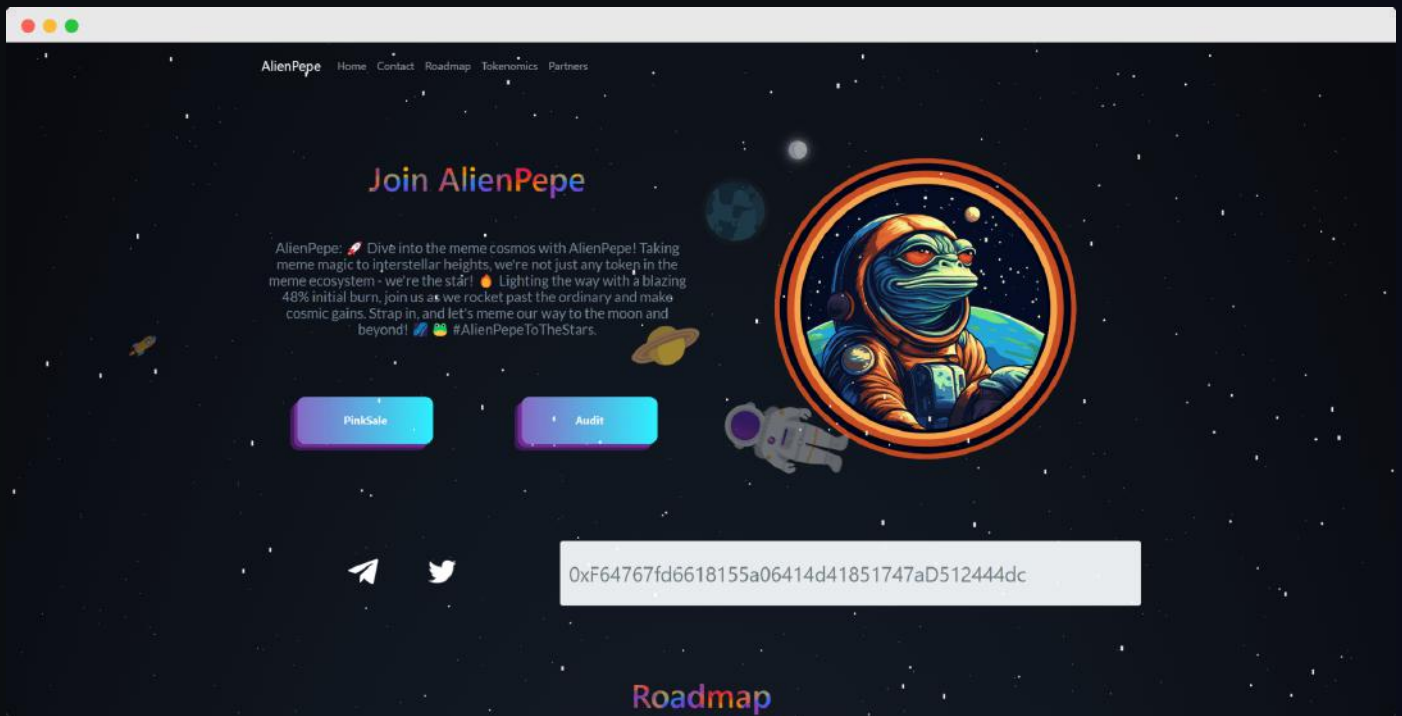 AlienPepe Home Contact Roadmap Tokenomics Partners
Join AlienPepe
AlienPepe: 🚀 Dive into the meme cosmos with AlienPepe! Taking
meme magic to interstellar heights, we're not just any token in the
meme ecosystem - we're the star! 🔥 Lighting the way with a blazing
48% initial burn, join us as we rocket past the ordinary and make
cosmic gains. Strap in, and let's meme our way to the moon and
beyond! 🌌 🐸 #AlienPepeToTheStars.
PinkSale
Audit
0xF64767fd6618155a06414d41851747aD512444dc
Roadmap